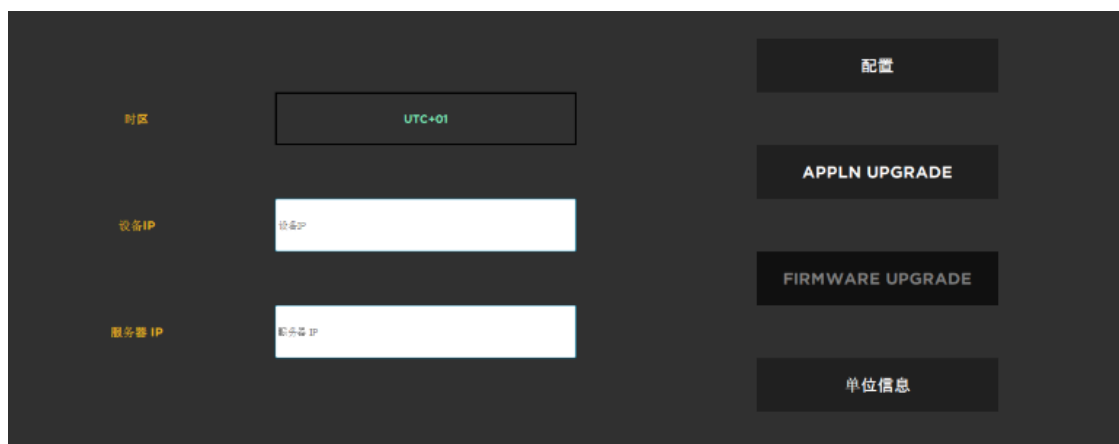 配置
时区
UTC+01
APPLN UPGRADE
设备IP
设备IP
FIRMWARE UPGRADE
服务器 IP
服务器 IP
单位信息